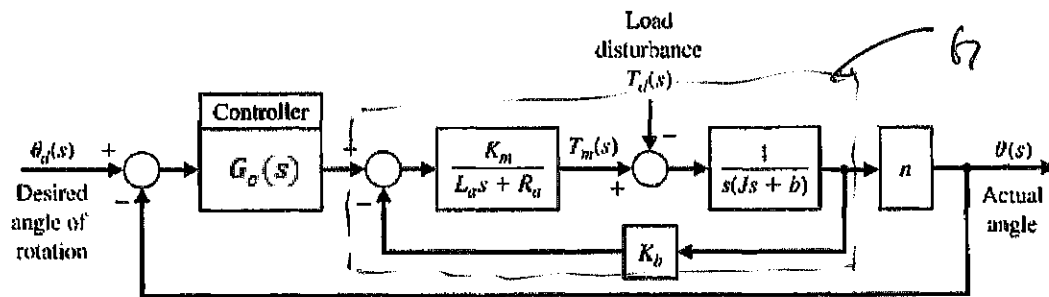 Load
disturbance
T_d(s)
Controller
θ_d(s)
+
−
G_c(s)
+
−
K_m
L_a s + R_a
T_m(s)
+
−
1
s(Js + b)
n
θ(s)
Desired
angle of
rotation
K_b
Actual
angle